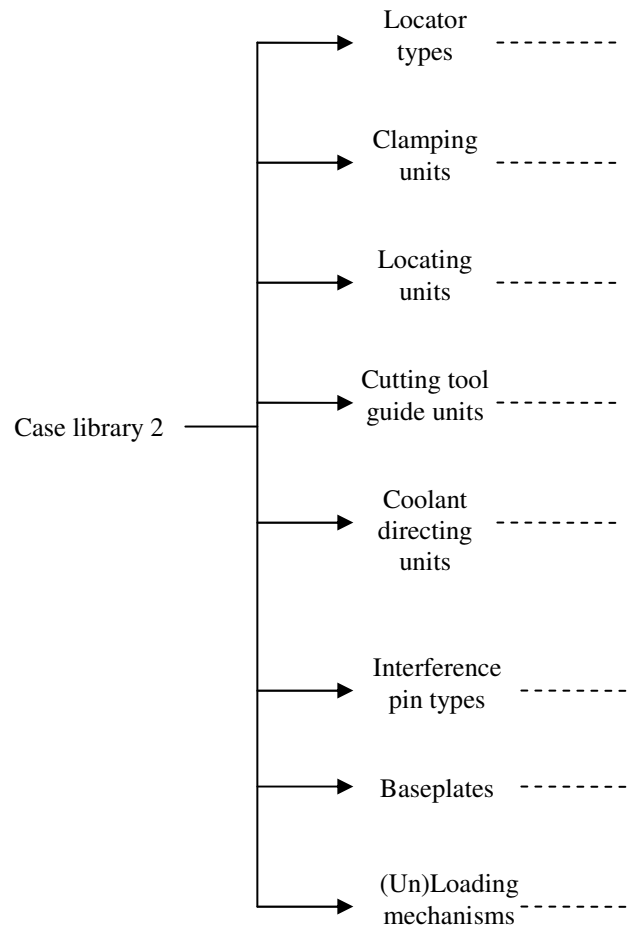 Locator
types
Clamping
units
Locating
units
Cutting tool
guide units
Case library 2
Coolant
directing
units
Interference
pin types
Baseplates
(Un)Loading
mechanisms